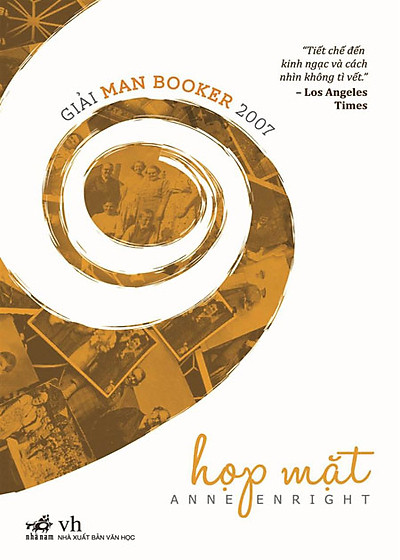 “Tiết chế đến
kinh ngạc và cách
nhìn không tì vết.”
– Los Angeles
Times
GIẢI MAN BOOKER 2007
họp mặt
ANNE ENRIGHT
nhã nam
vh
NHÀ XUẤT BẢN VĂN HỌC